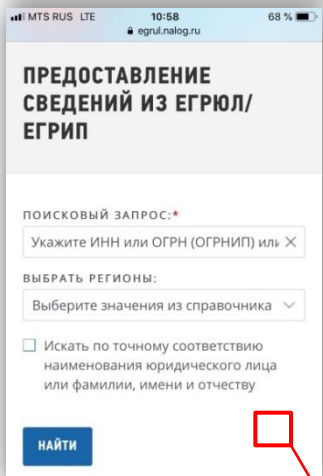 MTS RUS LTE 10:58 68 %
egrul.nalog.ru
ПРЕДОСТАВЛЕНИЕ
СВЕДЕНИЙ ИЗ ЕГРЮЛ/
ЕГРИП
ПОИСКОВЫЙ ЗАПРОС:*
Укажите ИНН или ОГРН (ОГРНИП) или
ВЫБРАТЬ РЕГИОНЫ:
Выберите значения из справочника
Искать по точному соответствию
наименования юридического лица
или фамилии, имени и отчеству
НАЙТИ